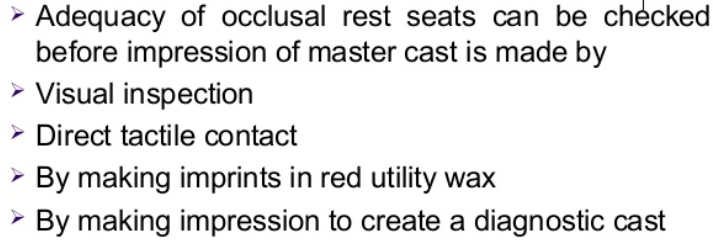 ➢ Adequacy of occlusal rest seats can be checked
before impression of master cast is made by
➢ Visual inspection
➢ Direct tactile contact
➢ By making imprints in red utility wax
➢ By making impression to create a diagnostic cast